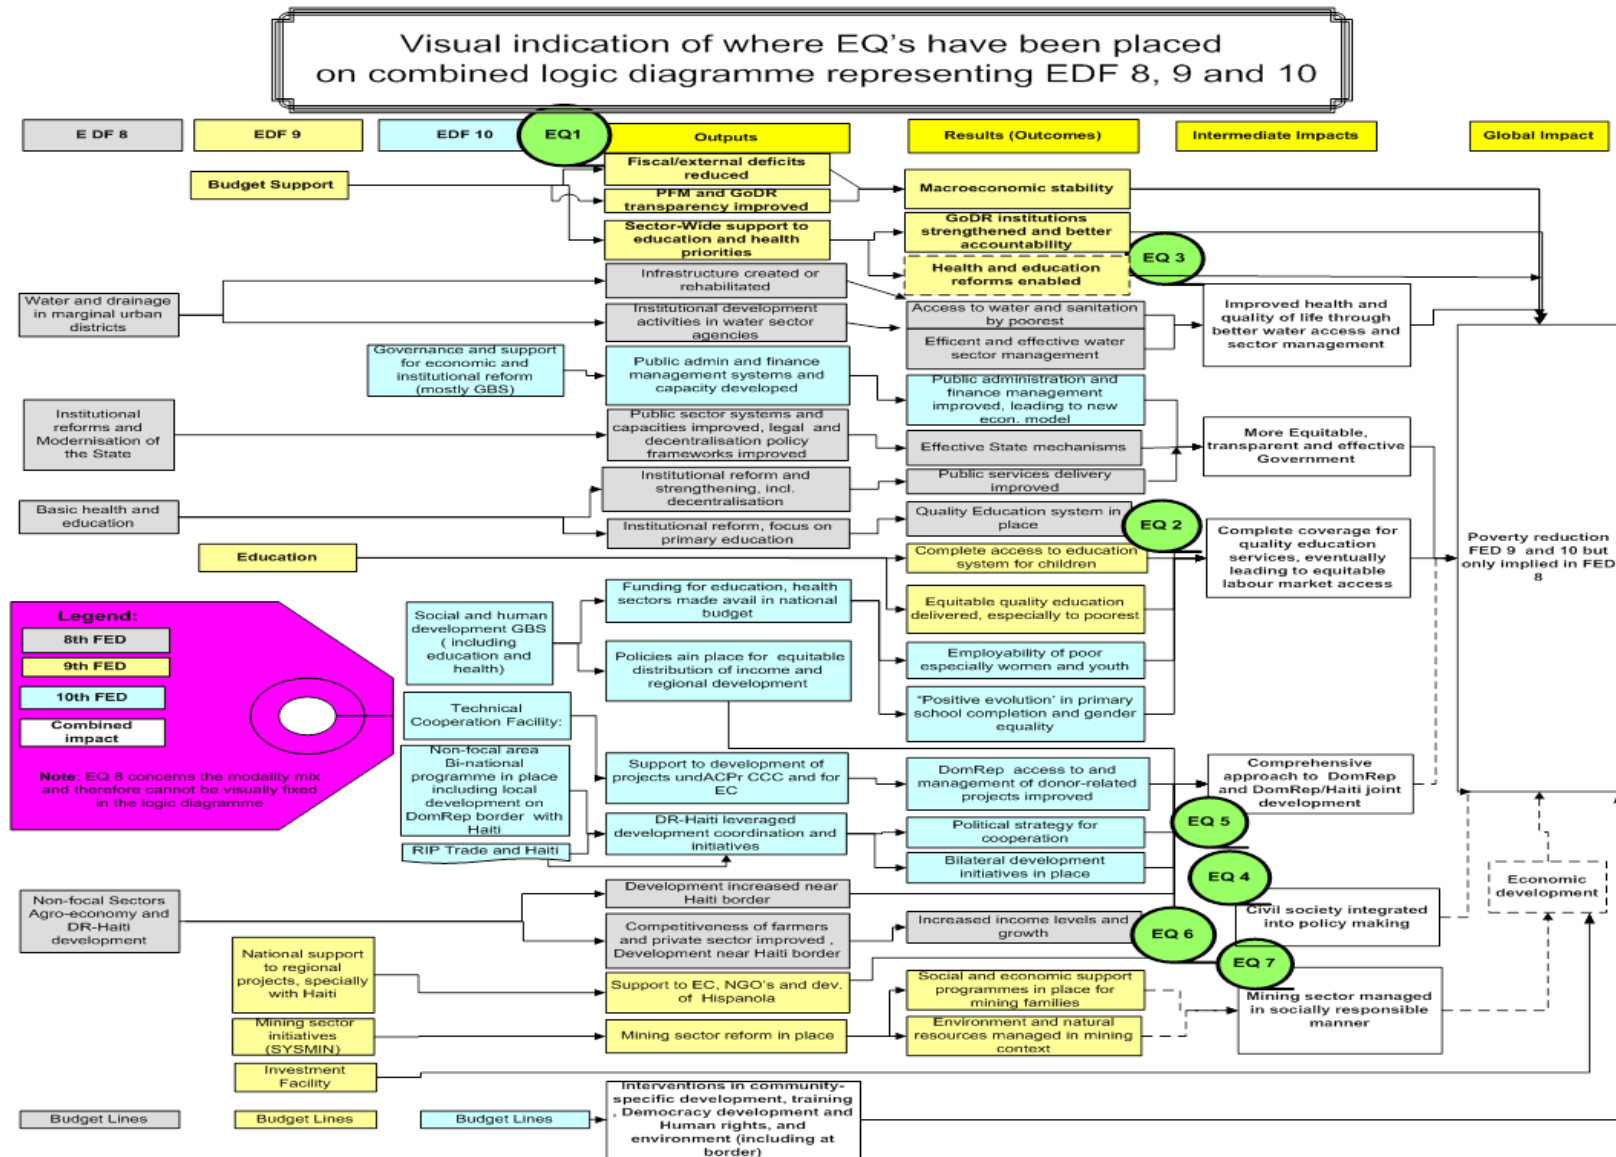 Visual indication of where EQ's have been placed
on combined logic diagramme representing EDF 8, 9 and 10
E DF 8
EDF 9
EDF 10
EQ1
Outputs
Results (Outcomes)
Intermediate Impacts
Global Impact
Budget Support
Fiscal/external deficits
reduced
PFM and GoDR
transparency improved
Sector-Wide support to
education and health
priorities
Macroeconomic stability
GoDR institutions
strengthened and better
accountability
Health and education
reforms enabled
EQ 3
Water and drainage
in marginal urban
districts
Infrastructure created or
rehabilitated
Institutional development
activities in water sector
agencies
Access to water and sanitation
by poorest
Efficent and effective water
sector management
Improved health and
quality of life through
better water access and
sector management
Governance and support
for economic and
institutional reform
(mostly GBS)
Public admin and finance
management systems and
capacity developed
Public administration and
finance management
improved, leading to new
econ. model
Institutional
reforms and
Modernisation of
the State
Public sector systems and
capacities improved, legal and
decentralisation policy
frameworks improved
Effective State mechanisms
More Equitable,
transparent and effective
Government
Basic health and
education
Institutional reform and
strengthening, incl.
decentralisation
Public services delivery
improved
Institutional reform, focus on
primary education
Quality Education system in
place
EQ 2
Education
Complete access to education
system for children
Complete coverage for
quality education
services, eventually
leading to equitable
labour market access
Poverty reduction
FED 9 and 10 but
only implied in FED
8
Legend:
8th FED
9th FED
10th FED
Combined
impact
Note: EQ 8 concerns the modality mix
and therefore cannot be visually fixed
in the logic diagramme
Social and human
development GBS
( including
education and
health)
Funding for education, health
sectors made avail in national
budget
Policies ain place for equitable
distribution of income and
regional development
Equitable quality education
delivered, especially to poorest
Employability of poor
especially women and youth
"Positive evolution' in primary
school completion and gender
equality
Technical
Cooperation Facility:
Non-focal area
Bi-national
programme in place
including local
development on
DomRep border with
Haiti
RIP Trade and Haiti
Support to development of
projects undACPr CCC and for
EC
DR-Haiti leveraged
development coordination and
initiatives
DomRep access to and
management of donor-related
projects improved
Political strategy for
cooperation
Bilateral development
initiatives in place
Comprehensive
approach to DomRep
and DomRep/Haiti joint
development
EQ 5
EQ 4
Economic
development
Non-focal Sectors
Agro-economy and
DR-Haiti
development
Development increased near
Haiti border
Competitiveness of farmers
and private sector improved ,
Development near Haiti border
Increased income levels and
growth
EQ 6
Civil society integrated
into policy making
EQ 7
National support
to regional
projects, specially
with Haiti
Support to EC, NGO's and dev.
of Hispanola
Social and economic support
programmes in place for
mining families
Mining sector managed
in socially responsible
manner
Mining sector
initiatives
(SYSMIN)
Mining sector reform in place
Environment and natural
resources managed in mining
context
Investment
Facility
Budget Lines
Budget Lines
Budget Lines
Interventions in community-
specific development, training
, Democracy development and
Human rights, and
environment (including at
border)